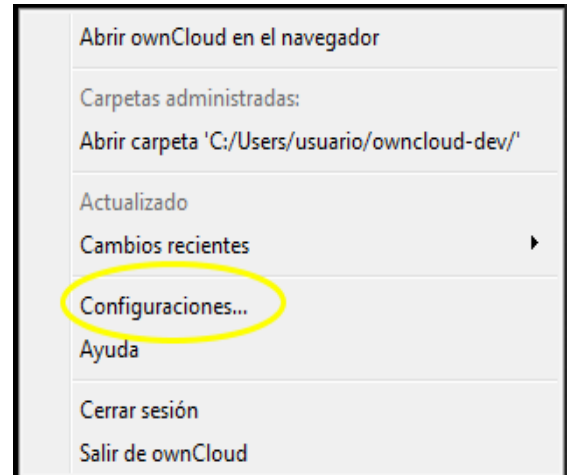 Abrir ownCloud en el navegador
Carpetas administradas:
Abrir carpeta 'C:/Users/usuario/owncloud-dev/'
Actualizado
Cambios recientes
Configuraciones...
Ayuda
Cerrar sesión
Salir de ownCloud